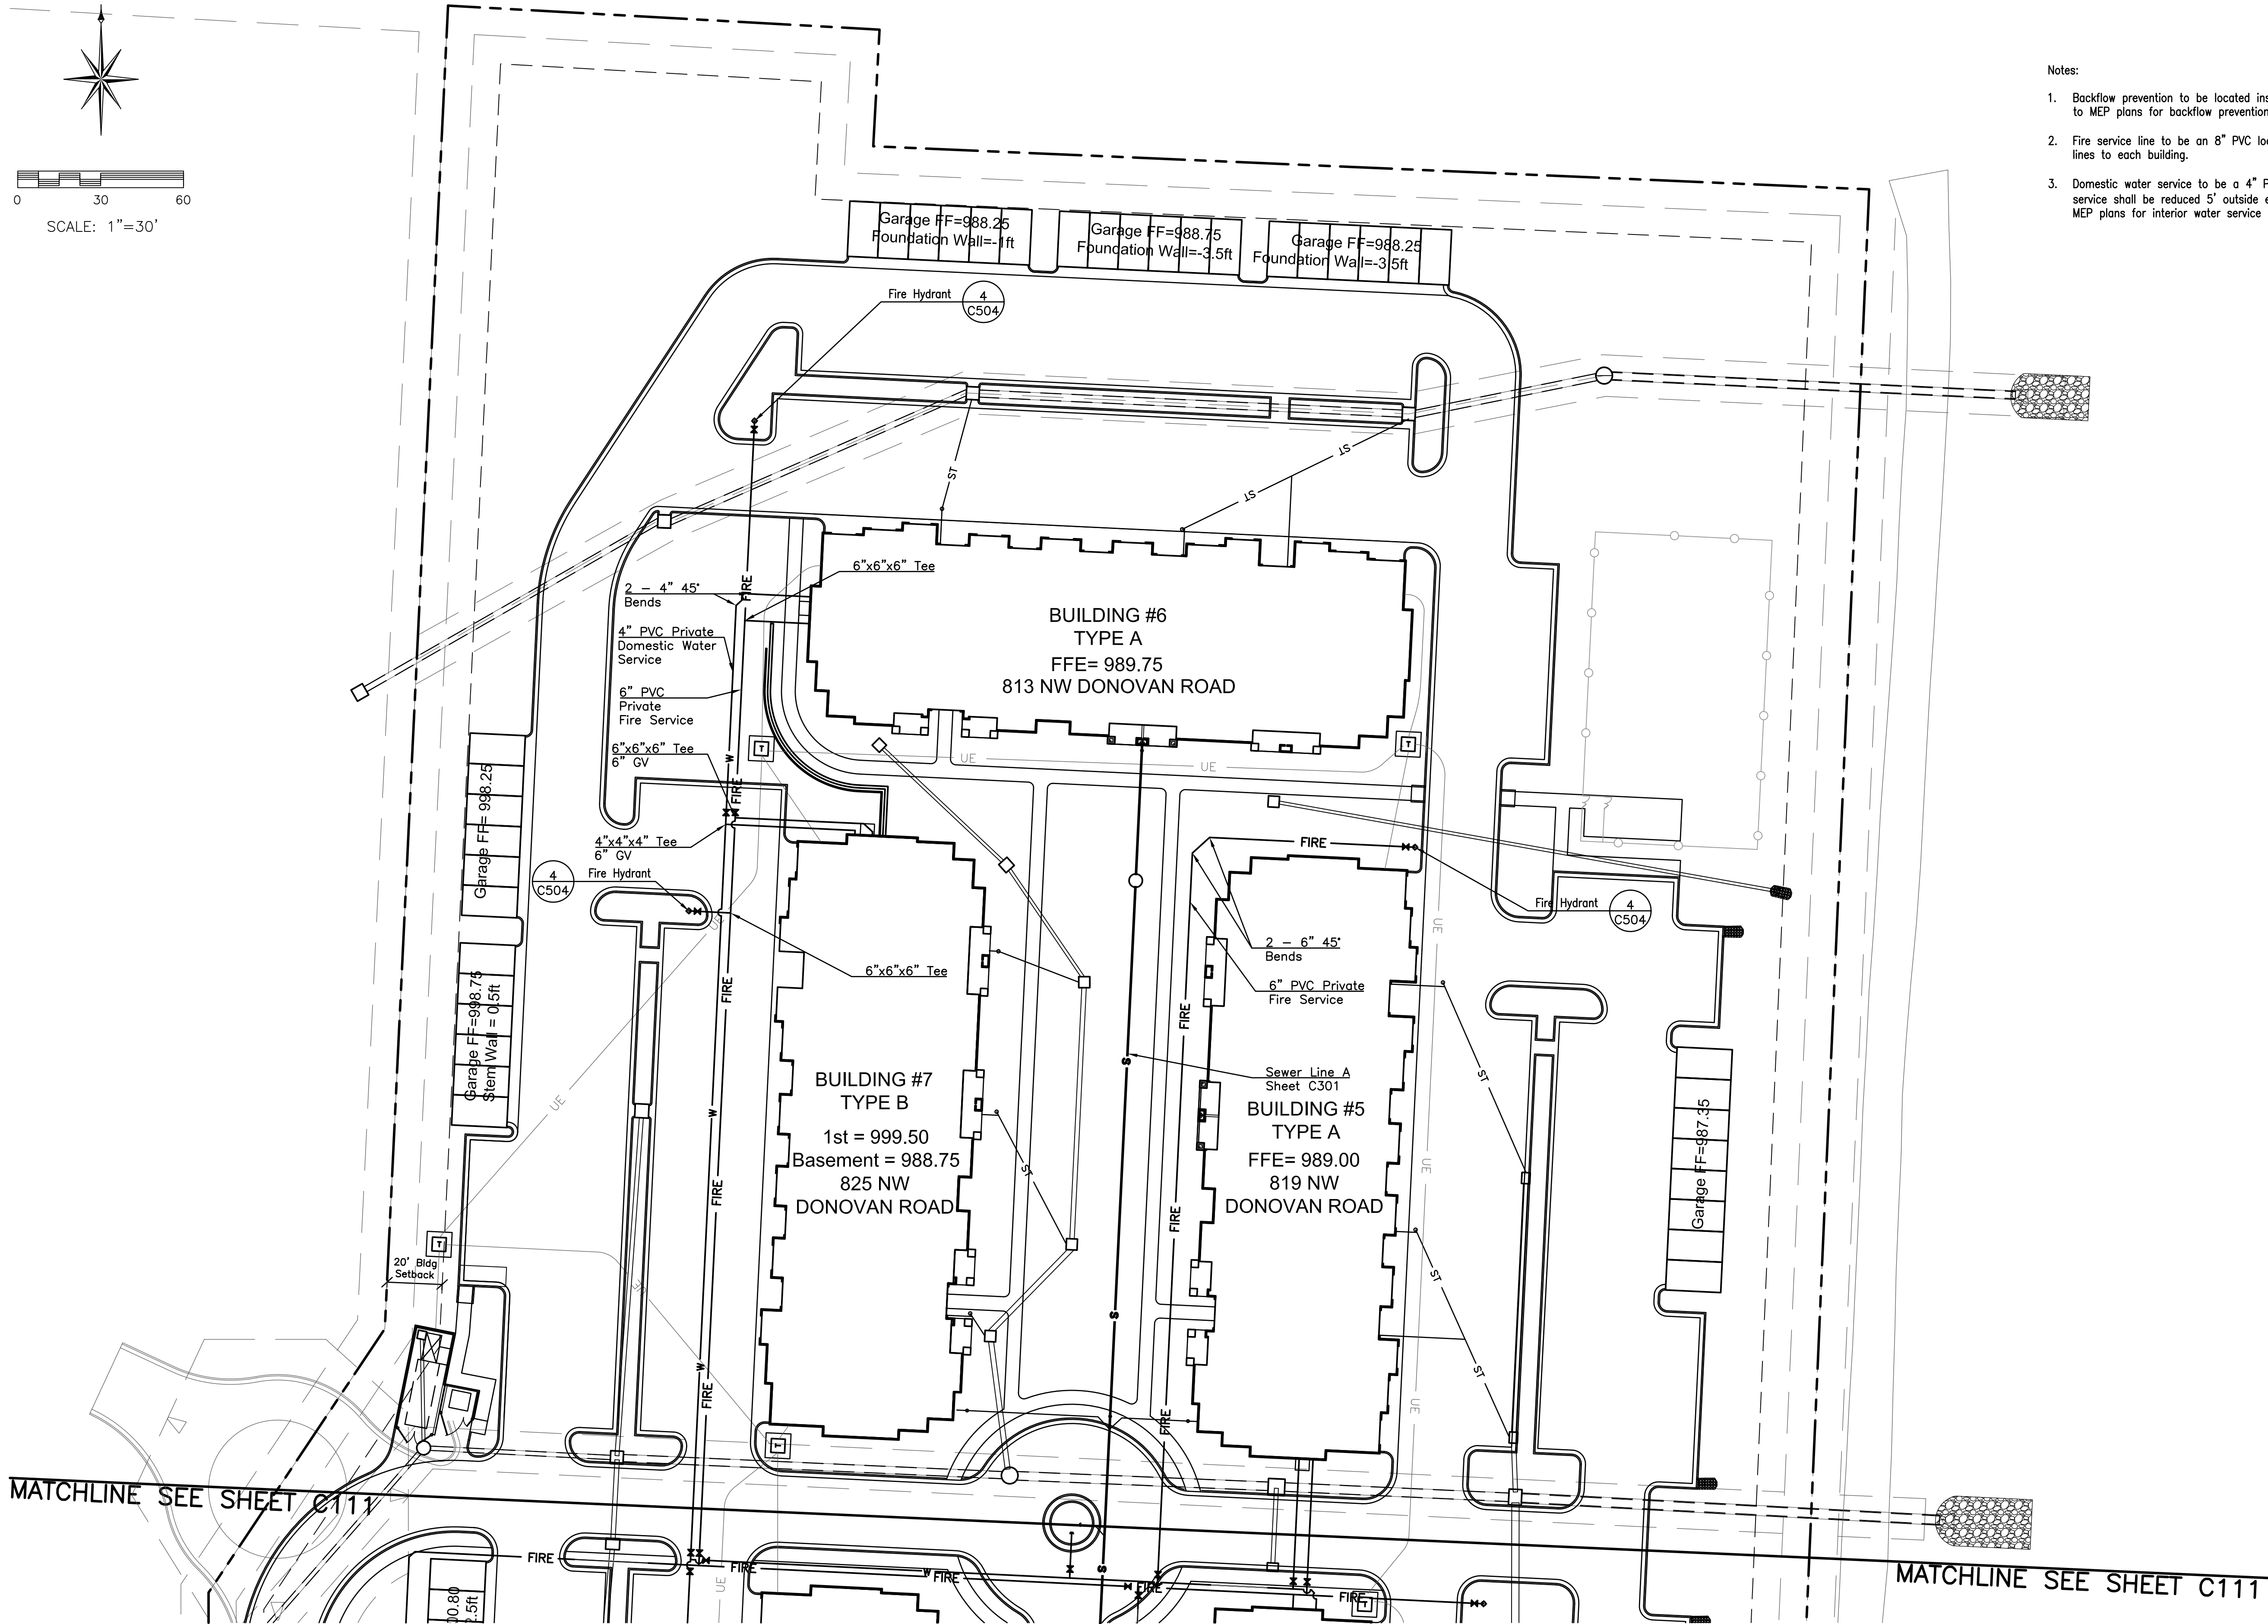 Notes:
1. Backflow prevention to be located
to MEP plans for backflow prevention
2. Fire service line to be an 8" PVC
lines to each building.
3. Domestic water service to be a 4"
service shall be reduced 5' outside
MEP plans for interior water service
0 30 60
SCALE: 1"=30'
Garage FF=988.25
Foundation Wall=-1ft
Garage FF=988.75
Foundation Wall=-3.5ft
Garage FF=988.25
Foundation Wall=-3.5ft
Fire Hydrant
4
C504
ST
ST
ST
FIRE
6"x6"x6" Tee
2 - 4" 45°
Bends
4" PVC Private
Domestic Water
Service
6" PVC
Private
Fire Service
6"x6"x6" Tee
6" GV
4"x4"x4" Tee
6" GV
BUILDING #6
TYPE A
FFE= 989.75
813 NW DONOVAN ROAD
T
T
UE
UE
W
FIRE
Garage FF= 998.25
4
C504
Fire Hydrant
6"x6"x6" Tee
UE
FIRE
FIRE
Fire Hydrant
4
C504
2 - 6" 45°
Bends
6" PVC Private
Fire Service
UE
FIRE
Garage FF=998.75
Stem Wall = 0.5ft
UE
W
FIRE
BUILDING #7
TYPE B
1st = 999.50
Basement = 988.75
825 NW
DONOVAN ROAD
S
Sewer Line A
Sheet C301
BUILDING #5
TYPE A
FFE= 989.00
819 NW
DONOVAN ROAD
ST
ST
UE
FIRE
Garage FF=987.35
T
20' Bldg
Setback
UE
S
ST
W
FIRE
ST
UE
FIRE
T
MATCHLINE SEE SHEET C111
FIRE
FIRE
W
FIRE
S
FIRE
FIRE
T
UE
00.80
2.5ft
MATCHLINE SEE SHEET C111